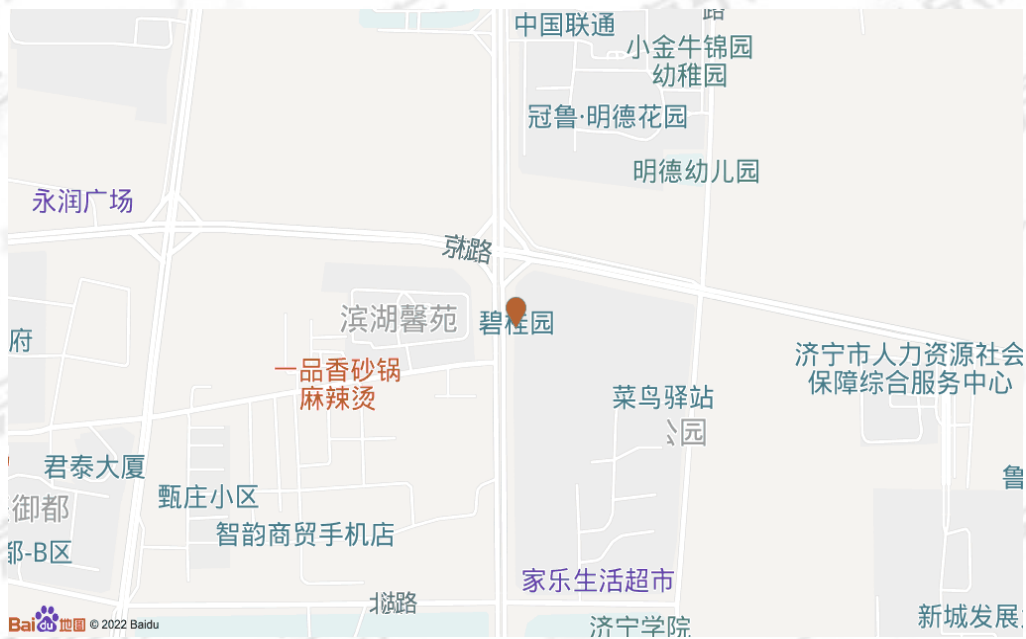 中国联通
路
小金牛锦园
幼稚园
冠鲁·明德花园
明德幼儿园
永润广场
路
滨湖馨苑
碧桂园
府
一品香砂锅
麻辣烫
济宁市人力资源社会
保障综合服务中心
菜鸟驿站
公园
君泰大厦
鲁
甄庄小区
御都
智韵商贸手机店
都-B区
家乐生活超市
北 路
济宁学院
新城发展
Baidu地图 © 2022 Baidu